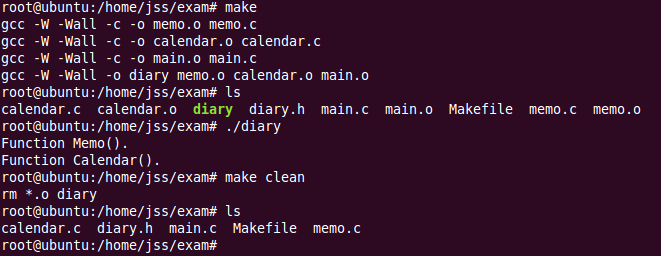 root@ubuntu:/home/jss/exam# make
gcc -W -Wall -c -o memo.o memo.c
gcc -W -Wall -c -o calendar.o calendar.c
gcc -W -Wall -c -o main.o main.c
gcc -W -Wall -o diary memo.o calendar.o main.o
root@ubuntu:/home/jss/exam# ls
calendar.c  calendar.o  diary  diary.h  main.c  main.o  Makefile  memo.c  memo.o
root@ubuntu:/home/jss/exam# ./diary
Function Memo().
Function Calendar().
root@ubuntu:/home/jss/exam# make clean
rm *.o diary
root@ubuntu:/home/jss/exam# ls
calendar.c  diary.h  main.c  Makefile  memo.c
root@ubuntu:/home/jss/exam#